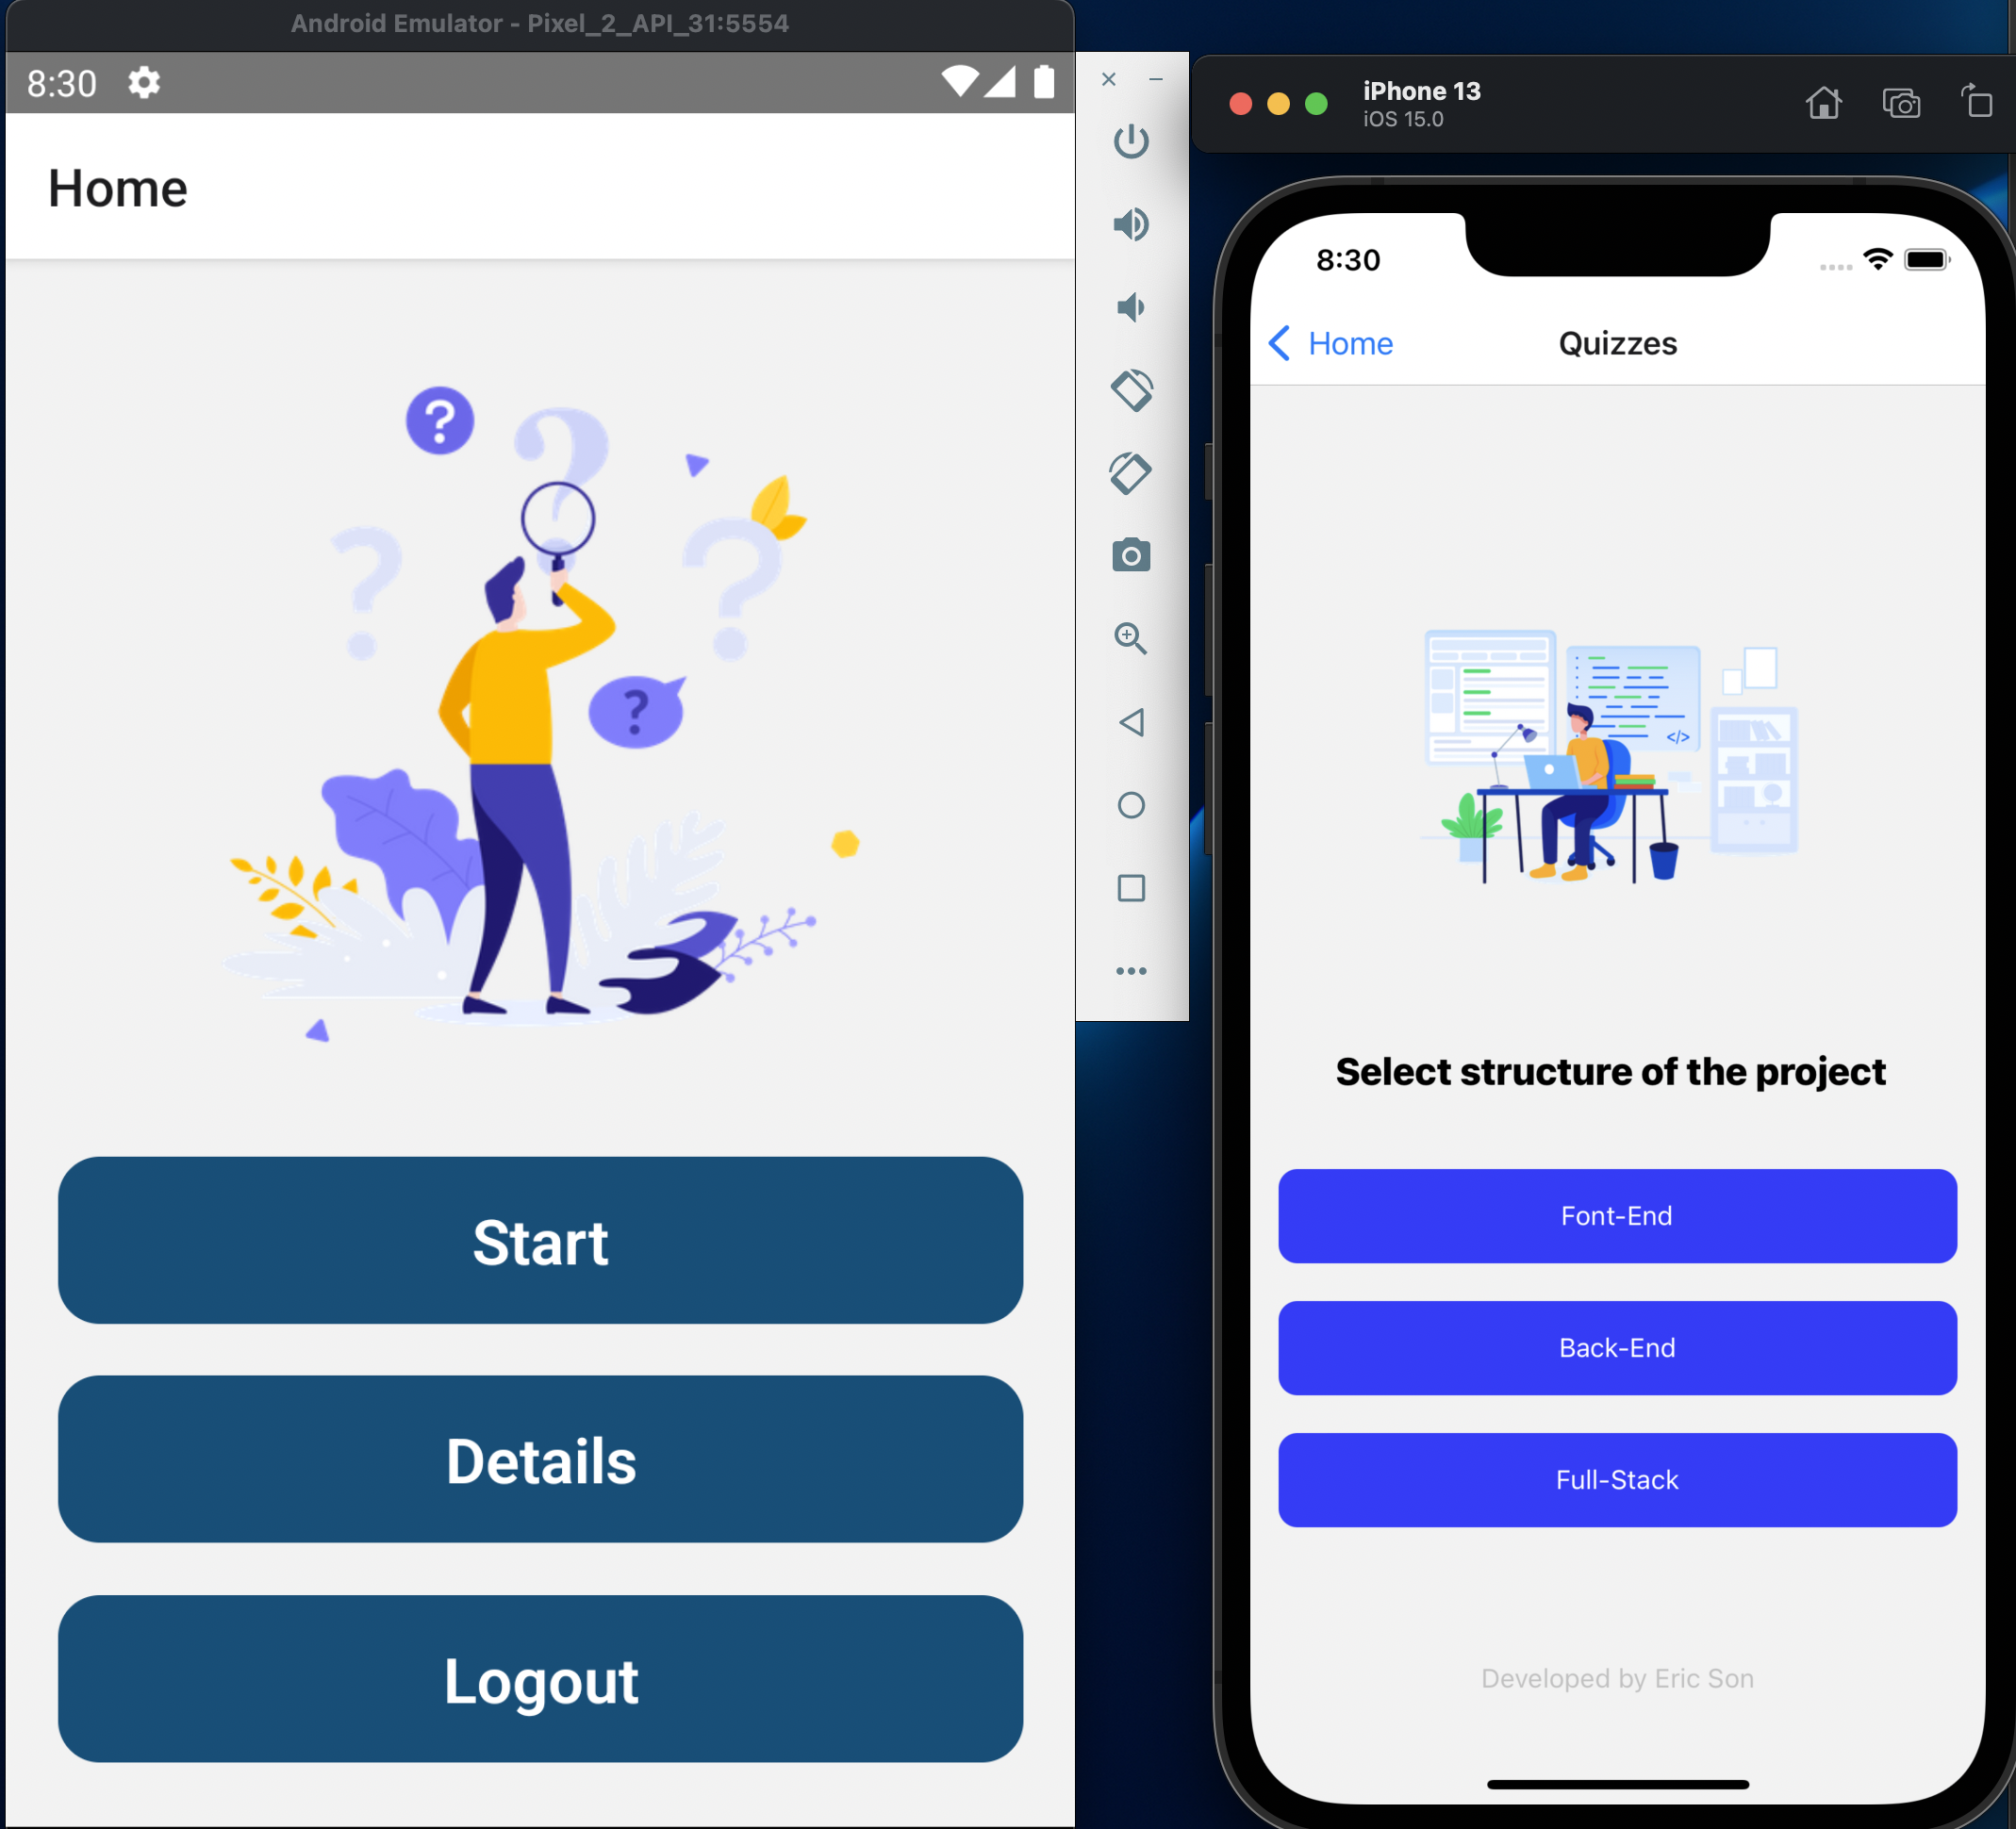 Android Emulator - Pixel_2_API_31:5554
8:30
Home
?
?
?
?
?
Start
Details
Logout
iPhone 13
iOS 15.0
8:30
Home
Quizzes
</>
Select structure of the project
Font-End
Back-End
Full-Stack
Developed by Eric Son